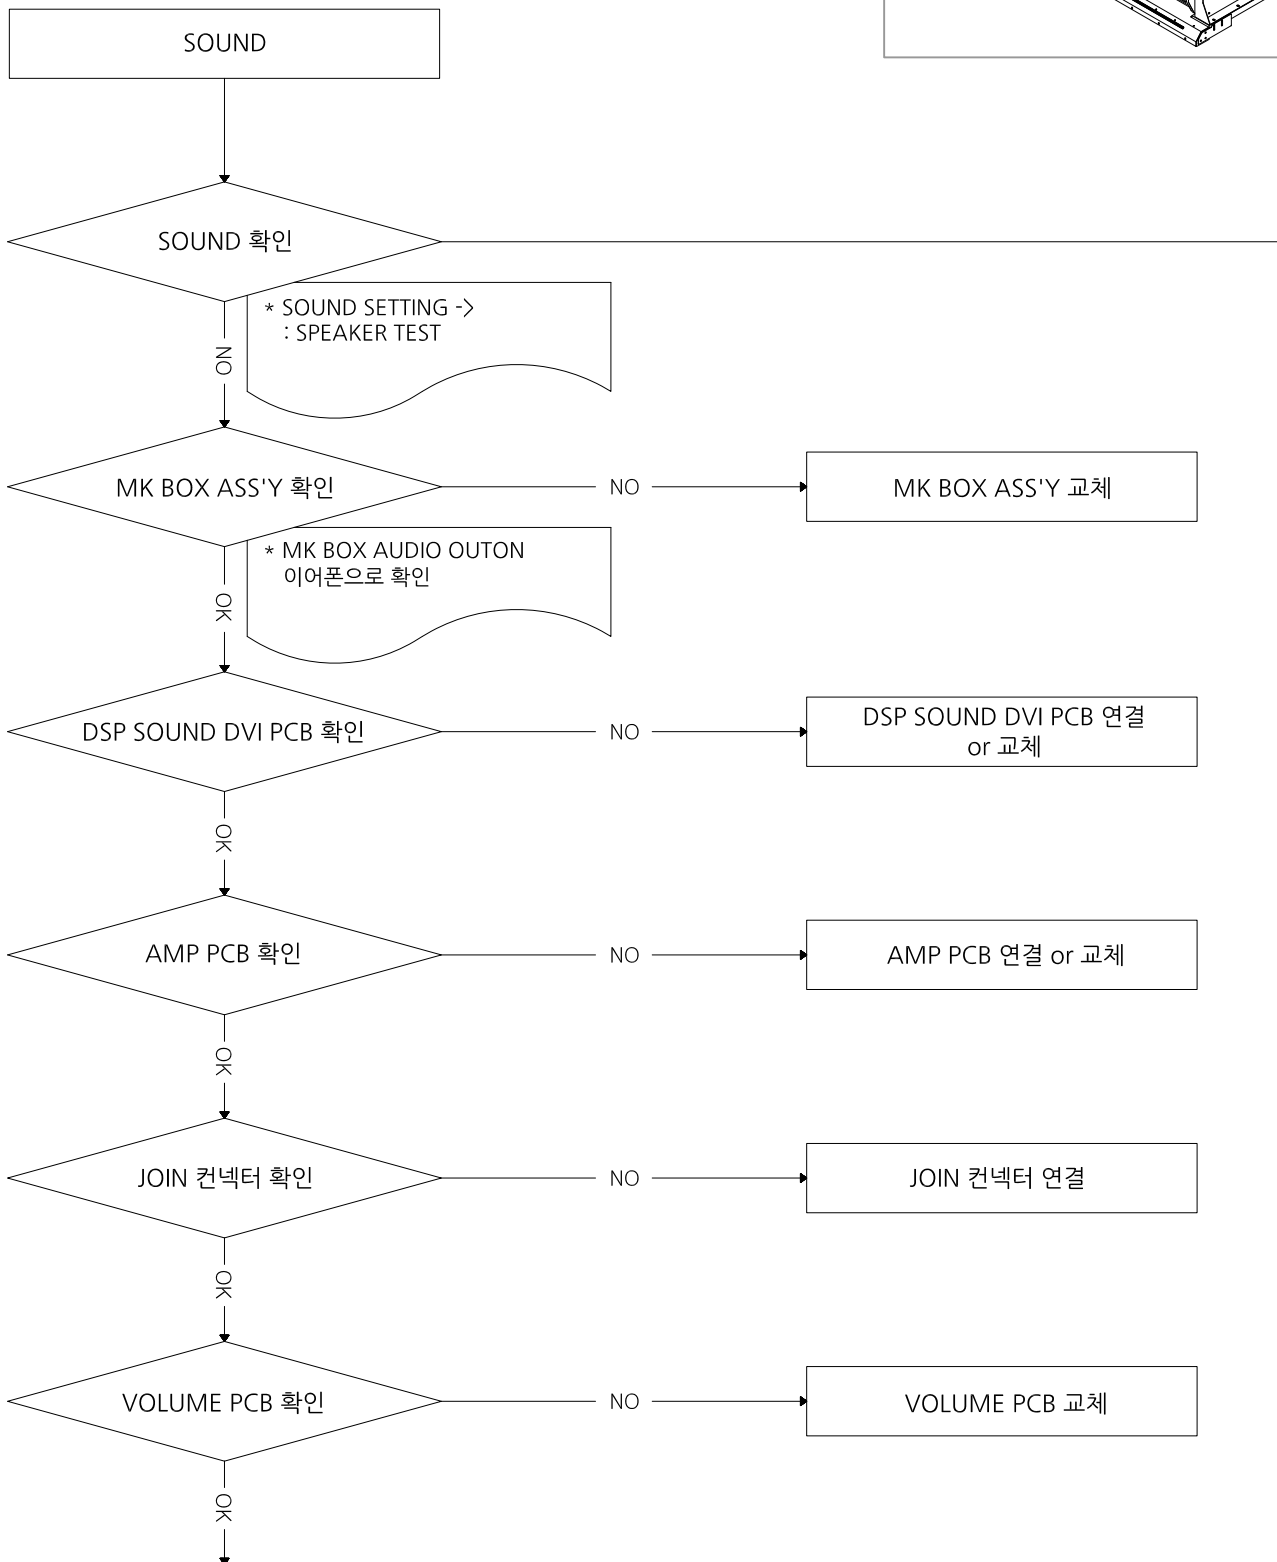 SOUND
SOUND 확인
* SOUND SETTING ->
: SPEAKER TEST
NO
MK BOX ASS'Y 확인
NO
MK BOX ASS'Y 교체
* MK BOX AUDIO OUTON
이어폰으로 확인
OK
DSP SOUND DVI PCB 확인
NO
DSP SOUND DVI PCB 연결
or 교체
OK
AMP PCB 확인
NO
AMP PCB 연결 or 교체
OK
JOIN 컨넥터 확인
NO
JOIN 컨넥터 연결
OK
VOLUME PCB 확인
NO
VOLUME PCB 교체
OK